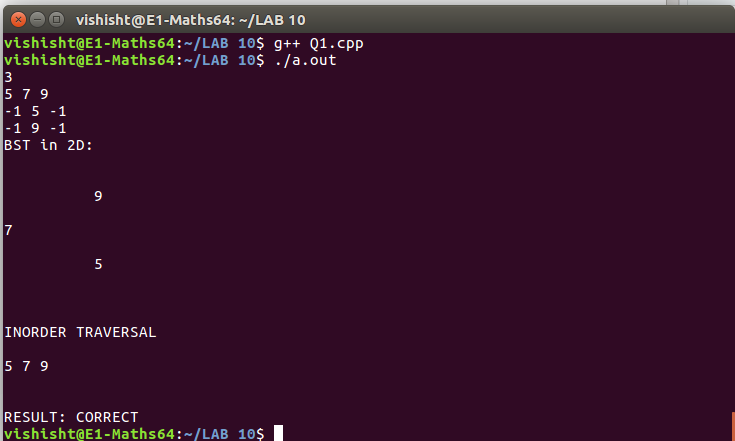 vishisht@E1-Maths64: ~/LAB 10
vishisht@E1-Maths64:~/LAB 10$ g++ Q1.cpp
vishisht@E1-Maths64:~/LAB 10$ ./a.out
3
5 7 9
-1 5 -1
-1 9 -1
BST in 2D:
9
7
5
INORDER TRAVERSAL
5 7 9
RESULT: CORRECT
vishisht@E1-Maths64:~/LAB 10$